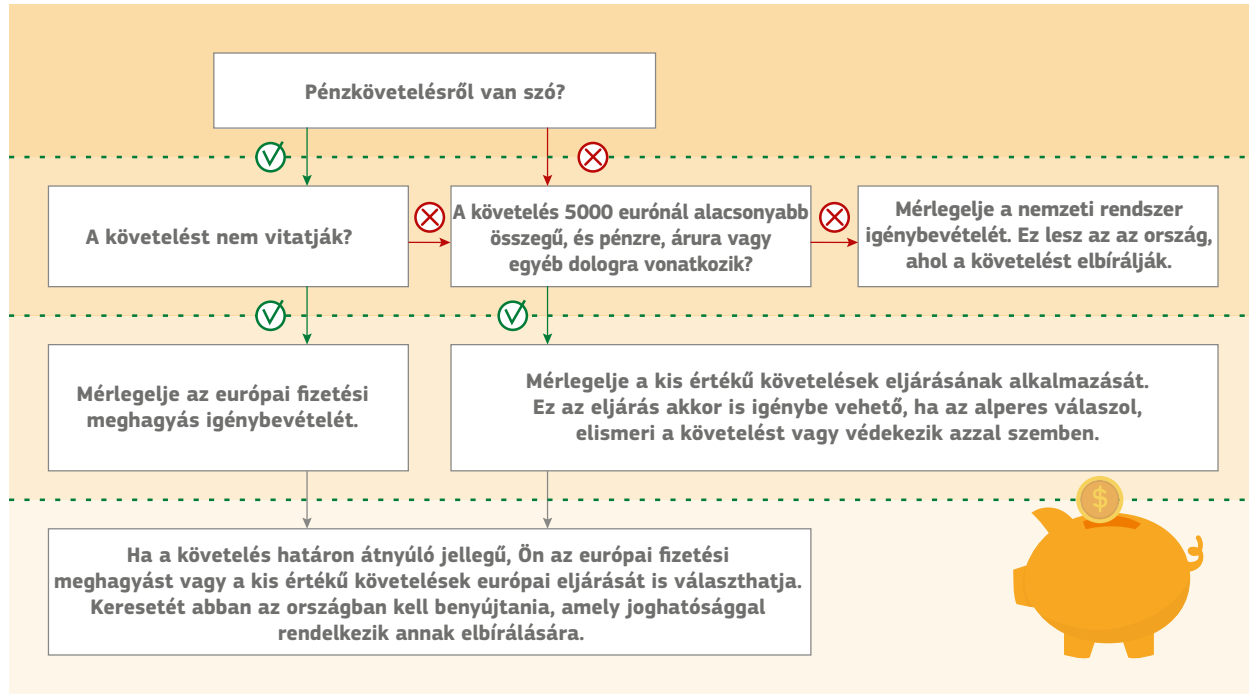 Pénzkövetelésről van szó?
A követelést nem vitatják?
A követelés 5000 eurónál alacsonyabb
összegű, és pénzre, árura vagy
egyéb dologra vonatkozik?
Mérlegelje a nemzeti rendszer
igénybevételét. Ez lesz az az ország,
ahol a követelést elbírálják.
Mérlegelje az európai fizetési
meghagyás igénybevételét.
Mérlegelje a kis értékű követelések eljárásának alkalmazását.
Ez az eljárás akkor is igénybe vehető, ha az alperes válaszol,
elismeri a követelést vagy védekezik azzal szemben.
$
Ha a követelés határon átnyúló jellegű, Ön az európai fizetési
meghagyást vagy a kis értékű követelések európai eljárását is választhatja.
Keresetét abban az országban kell benyújtania, amely joghatósággal
rendelkezik annak elbírálására.